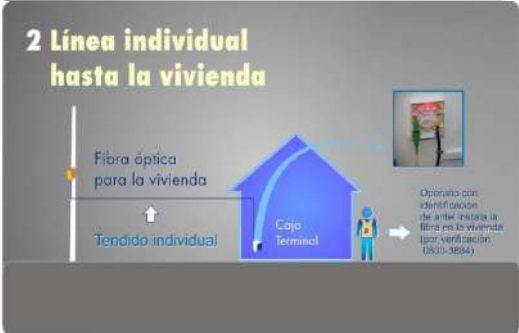 2 Línea individual
hasta la vivienda
Fibra óptica
para la vivienda
Tendido individual
Caja
Terminal
Operario con
identificación
de antel instala la
fibra en la vivienda
(por verificación
0800-3884)